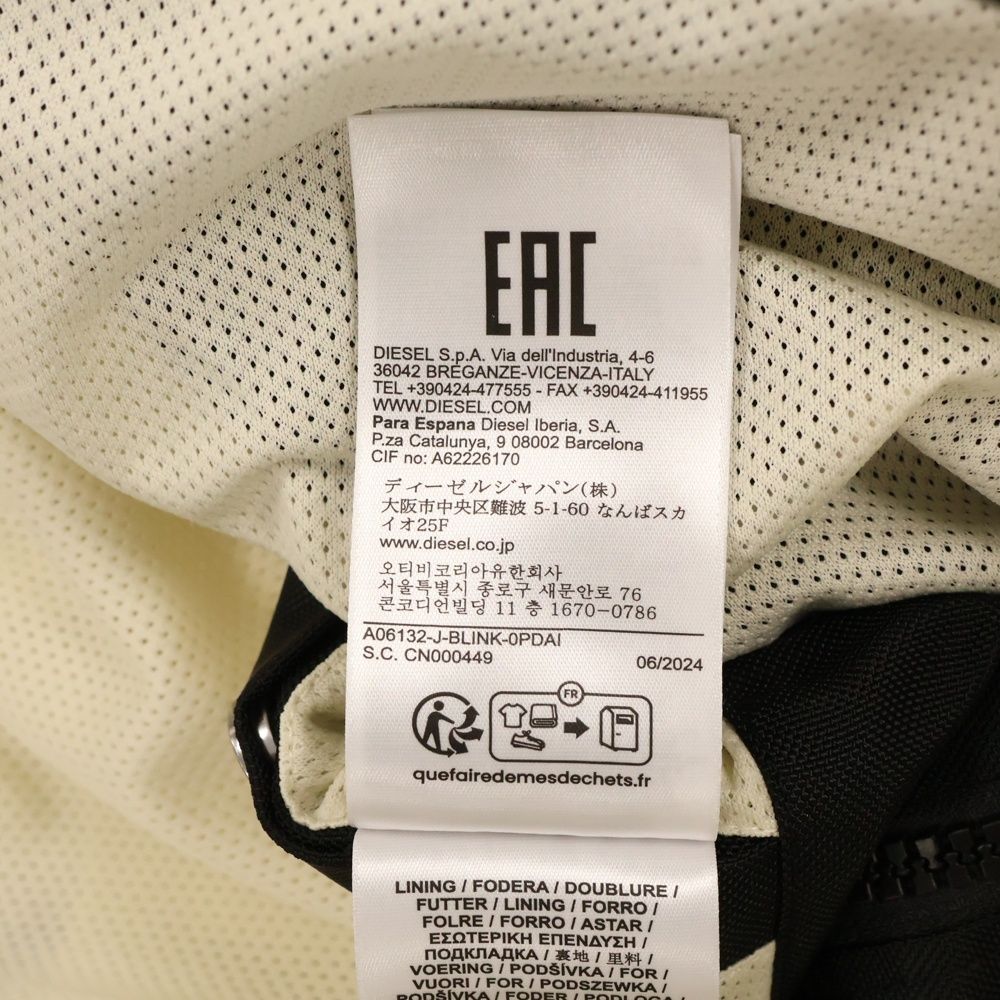 EAC
DIESEL S.p.A. Via dell'Industria, 4-6
36042 BREGANZE-VICENZA-ITALY
TEL +390424-477555 - FAX +390424-411955
WWW.DIESEL.COM
Para Espana Diesel Iberia, S.A.
P.za Catalunya, 9 08002 Barcelona
CIF no: A62226170
ディーゼルジャパン(株)
大阪市中央区難波 5-1-60 なんばスカ
イオ25F
www.diesel.co.jp
오티비코리아유한회사
서울특별시 종로구 새문안로 76
콘코디언빌딩 11 층 1670-0786
A06132-J-BLINK-0PDAI
S.C. CN000449 06/2024
FR
quefairedemesdechets.fr
LINING / FODERA / DOUBLURE /
FUTTER / LINING / FORRO /
FOLRE / FORRO / ASTAR /
ΕΣΩΤΕΡΙΚΗ ΕΠΕΝΔΥΣΗ /
ПОДКЛАДКА / 裏地 / 里料 /
VOERING / PODŠÍVKA / FOR /
VUORI / FOR / PODSZEWKA /
PODŠÍVKA / FODER / PODLOGA /